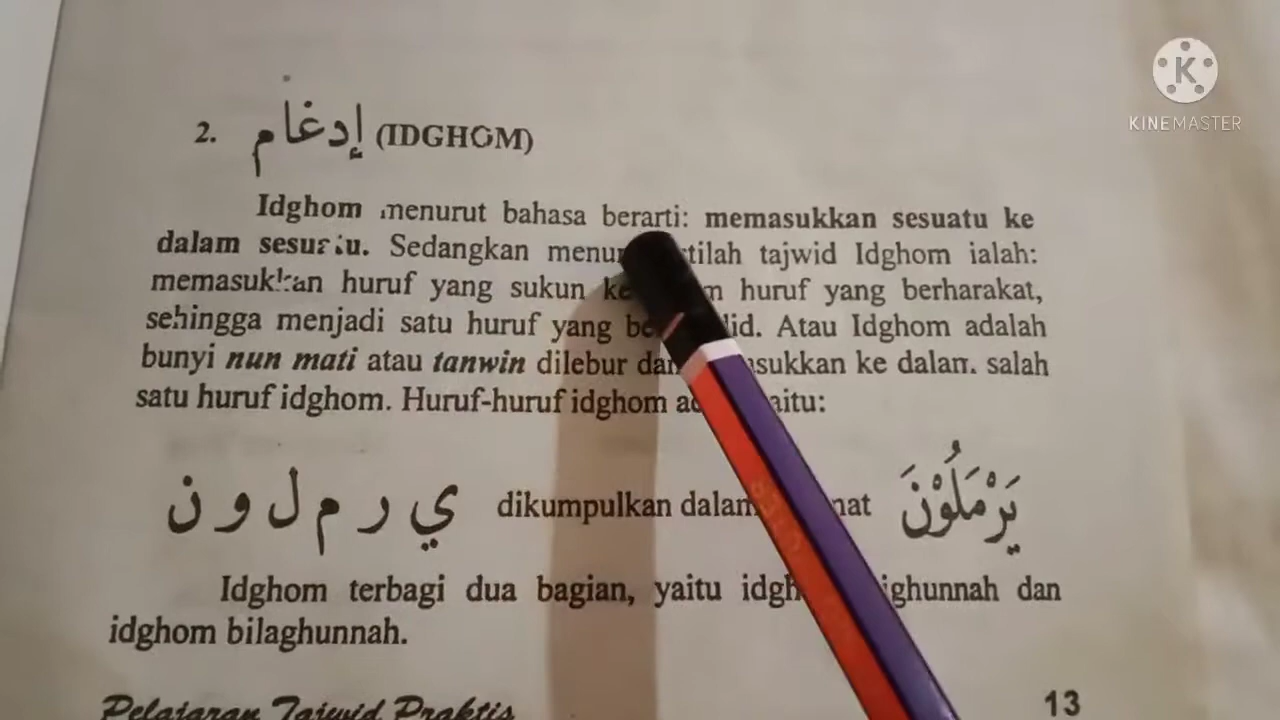 K
KINEMASTER
2. إدغام (IDGHOM)
Idghom menurut bahasa berarti: memasukkan sesuatu ke
dalam sesuatu. Sedangkan menurut istilah tajwid Idghom ialah:
memasukkan huruf yang sukun ke huruf yang berharakat,
sehingga menjadi satu huruf yang Atau Idghom adalah
bunyi nun mati atau tanwin dilebur dan ke dalam salah
satu huruf idghom. Huruf-huruf idghom yaitu:
ي ر م ل و ن dikumpulkan dalam يَرْمَلُوْنَ
Idghom terbagi dua bagian, yaitu bighunnah dan
idghom bilaghunnah.
Pelajaran Tajwid Praktis 13